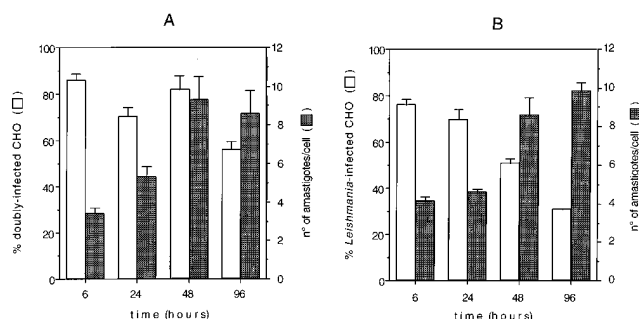 A
% doubly-infected CHO (□)
100
80
60
40
20
0
12
10
8
6
4
2
0
n° of amastigotes/cell (▩)
6 24 48 96
time (hours)
B
% Leishmania-infected CHO (□)
100
80
60
40
20
0
12
10
8
6
4
2
0
n° of amastigotes/cell (▩)
6 24 48 96
time (hours)